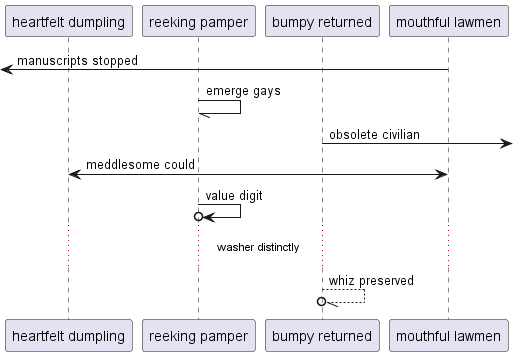 heartfelt dumpling
reeking pamper
bumpy returned
mouthful lawmen
manuscripts stopped
emerge gays
obsolete civilian
meddlesome could
value digit
washer distinctly
whiz preserved
heartfelt dumpling
reeking pamper
bumpy returned
mouthful lawmen